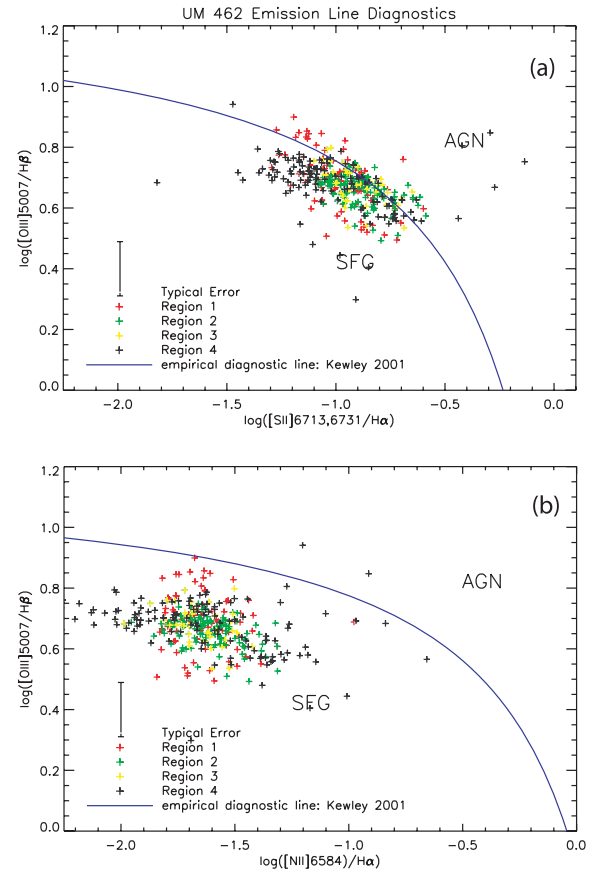 UM 462 Emission Line Diagnostics
(a)
AGN
SFG
log([OIII]5007/Hβ)
1.2
1.0
0.8
0.6
0.4
0.2
0.0
Typical Error
Region 1
Region 2
Region 3
Region 4
empirical diagnostic line: Kewley 2001
-2.0 -1.5 -1.0 -0.5 0.0
log([SII]6713,6731/Hα)
(b)
AGN
SFG
log([OIII]5007/Hβ)
1.2
1.0
0.8
0.6
0.4
0.2
0.0
Typical Error
Region 1
Region 2
Region 3
Region 4
empirical diagnostic line: Kewley 2001
-2.0 -1.5 -1.0 -0.5 0.0
log([NII]6584)/Hα)